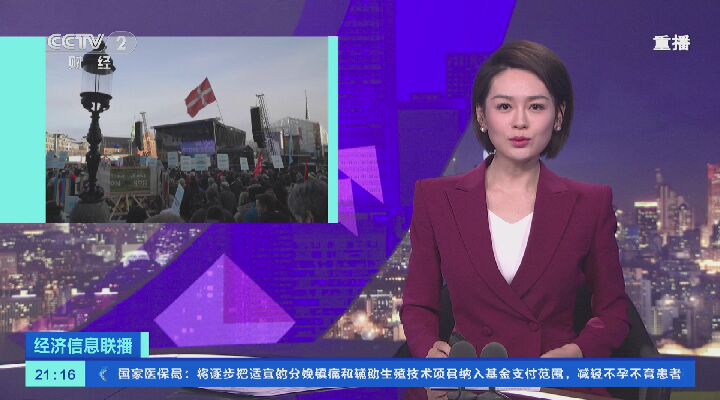 CCTV 2
财经
重播
经济信息联播
21:16
国家医保局：将逐步把适宜的分娩镇痛和辅助生殖技术项目纳入基金支付范围，减轻不孕不育患者